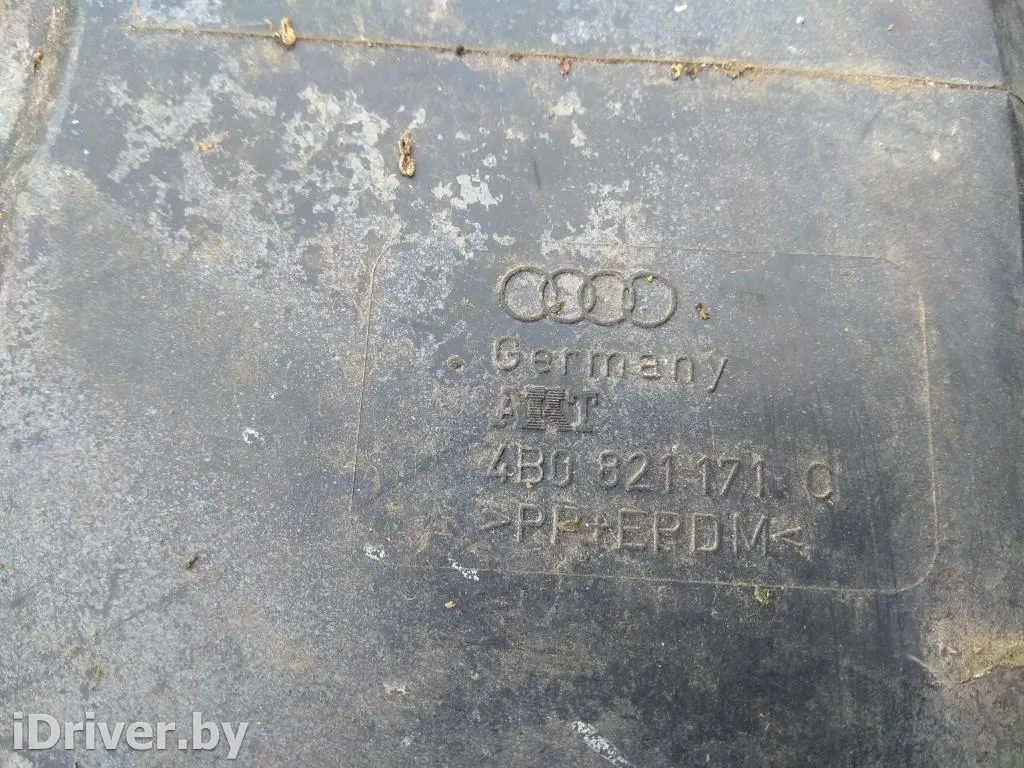 Germany
4B0 821 171 C
>PP+EPDM<
iDriver.by